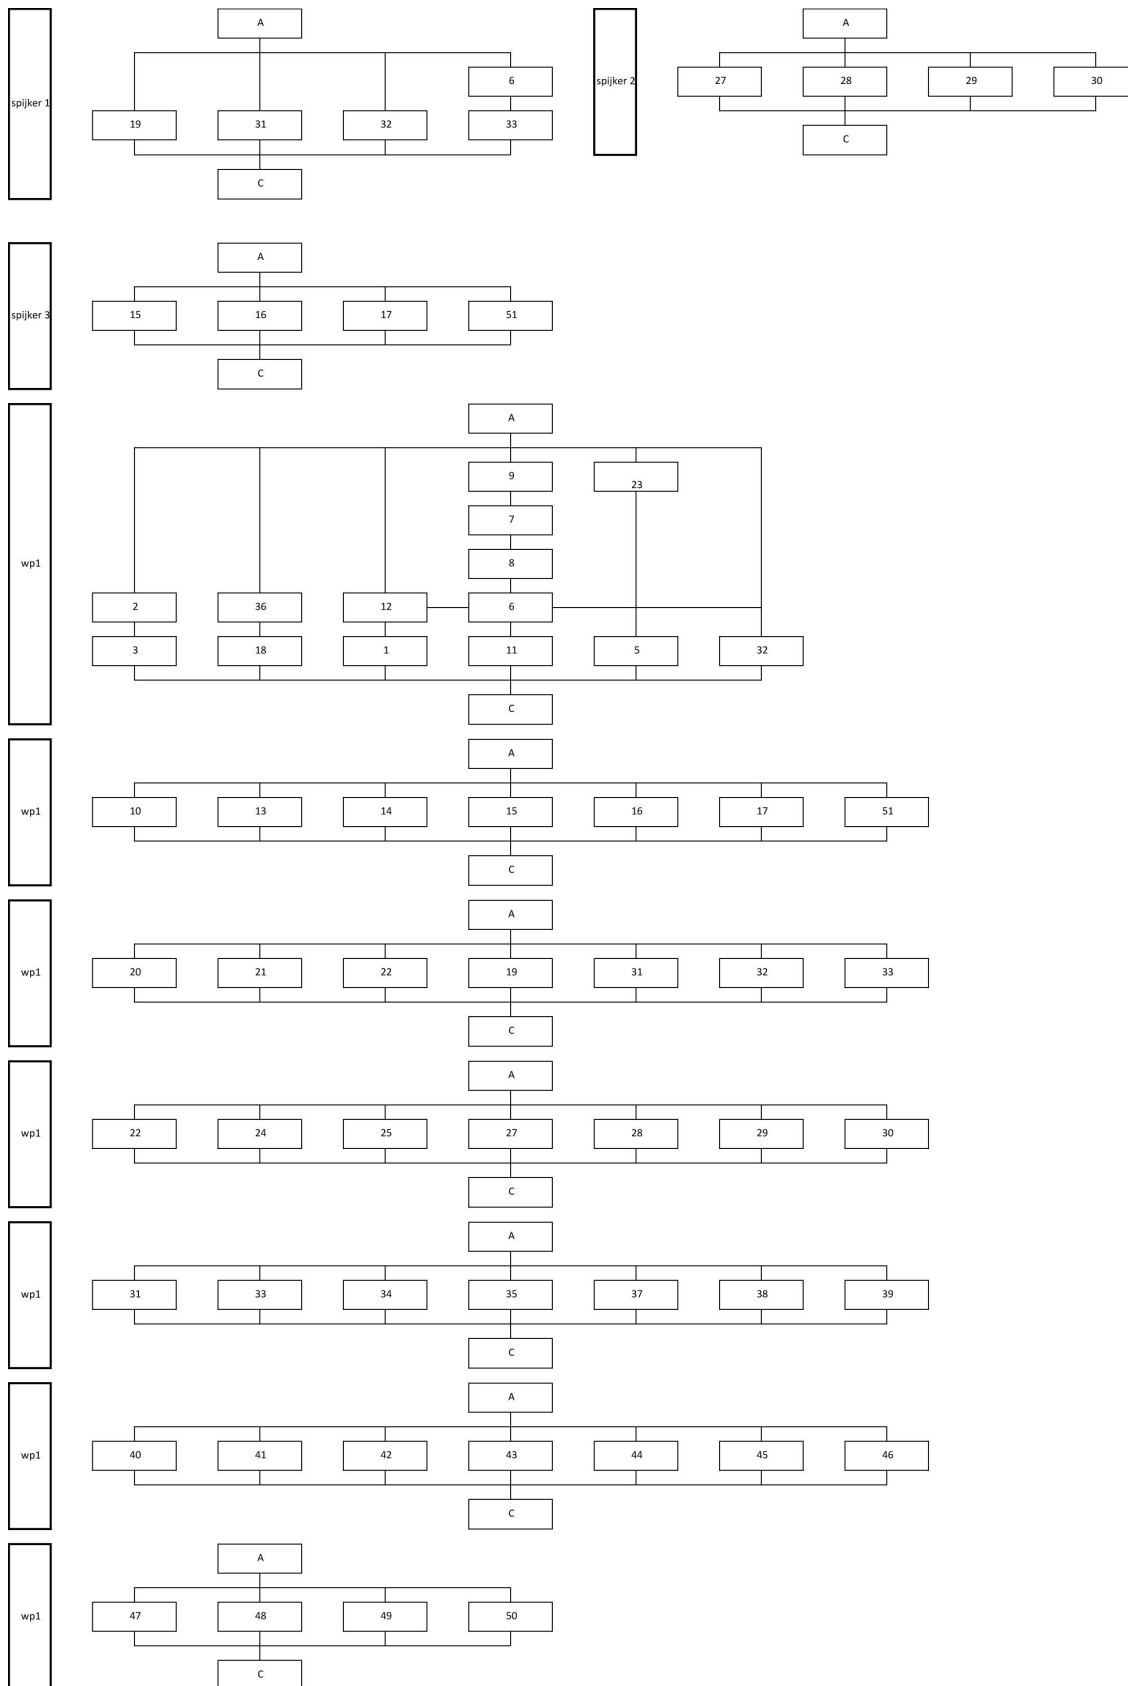 A
6
spijker 1
19 31 32 33
C
A
spijker 2
27 28 29 30
C
A
spijker 3
15 16 17 51
C
A
9
23
7
wp1
8
2 36 12 6
3 18 1 11 5 32
C
A
wp1
10 13 14 15 16 17 51
C
A
wp1
20 21 22 19 31 32 33
C
A
wp1
22 24 25 27 28 29 30
C
A
wp1
31 33 34 35 37 38 39
C
A
wp1
40 41 42 43 44 45 46
C
A
wp1
47 48 49 50
C